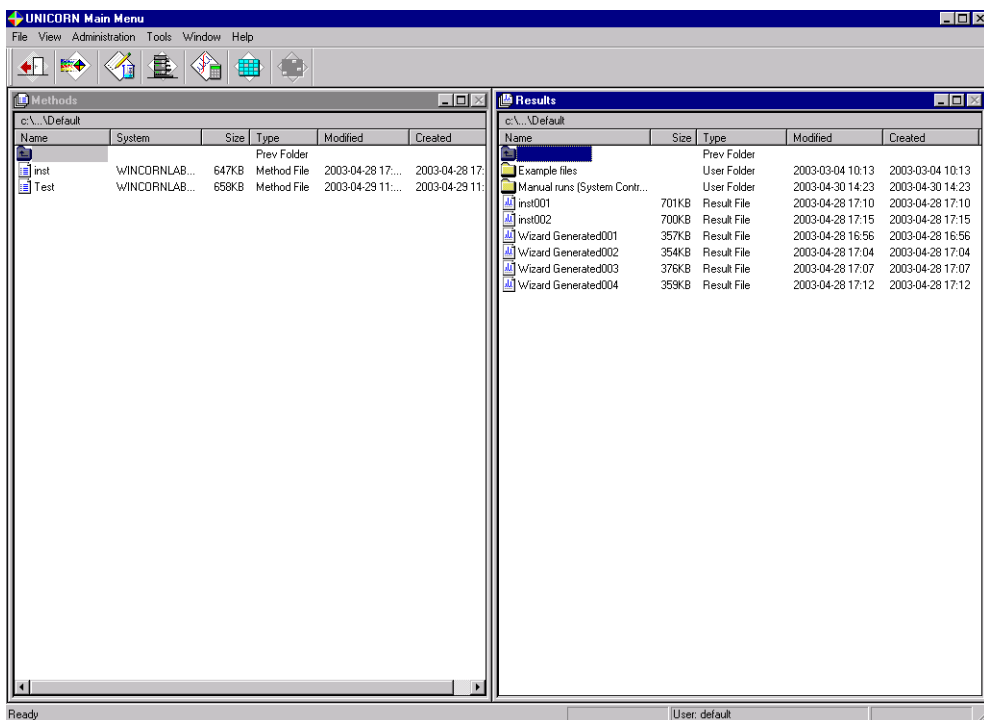 UNICORN Main Menu
File View Administration Tools Window Help
Methods
c:\...\Default
Name System Size Type Modified Created
Prev Folder
inst WINCORNLAB... 647KB Method File 2003-04-28 17:... 2003-04-28 17:
Test WINCORNLAB... 658KB Method File 2003-04-29 11:... 2003-04-29 11:
Results
c:\...\Default
Name Size Type Modified Created
Prev Folder
Example files User Folder 2003-03-04 10:13 2003-03-04 10:13
Manual runs (System Contr... User Folder 2003-04-30 14:23 2003-04-30 14:23
inst001 701KB Result File 2003-04-28 17:10 2003-04-28 17:10
inst002 700KB Result File 2003-04-28 17:15 2003-04-28 17:15
Wizard Generated001 357KB Result File 2003-04-28 16:56 2003-04-28 16:56
Wizard Generated002 354KB Result File 2003-04-28 17:04 2003-04-28 17:04
Wizard Generated003 376KB Result File 2003-04-28 17:07 2003-04-28 17:07
Wizard Generated004 359KB Result File 2003-04-28 17:12 2003-04-28 17:12
Ready User: default